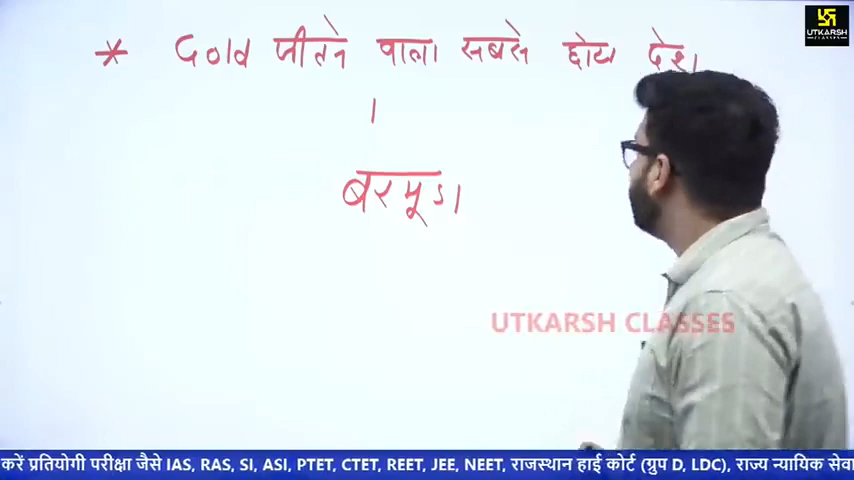 * Gold जीतने वाला सबसे छोटा देश
UTKARSH
CLASSES
बरमूडा
UTKARSH CLASSES
करें प्रतियोगी परीक्षा जैसे IAS, RAS, SI, ASI, PTET, CTET, REET, JEE, NEET, राजस्थान हाई कोर्ट (ग्रुप D, LDC), राज्य न्यायिक सेवा